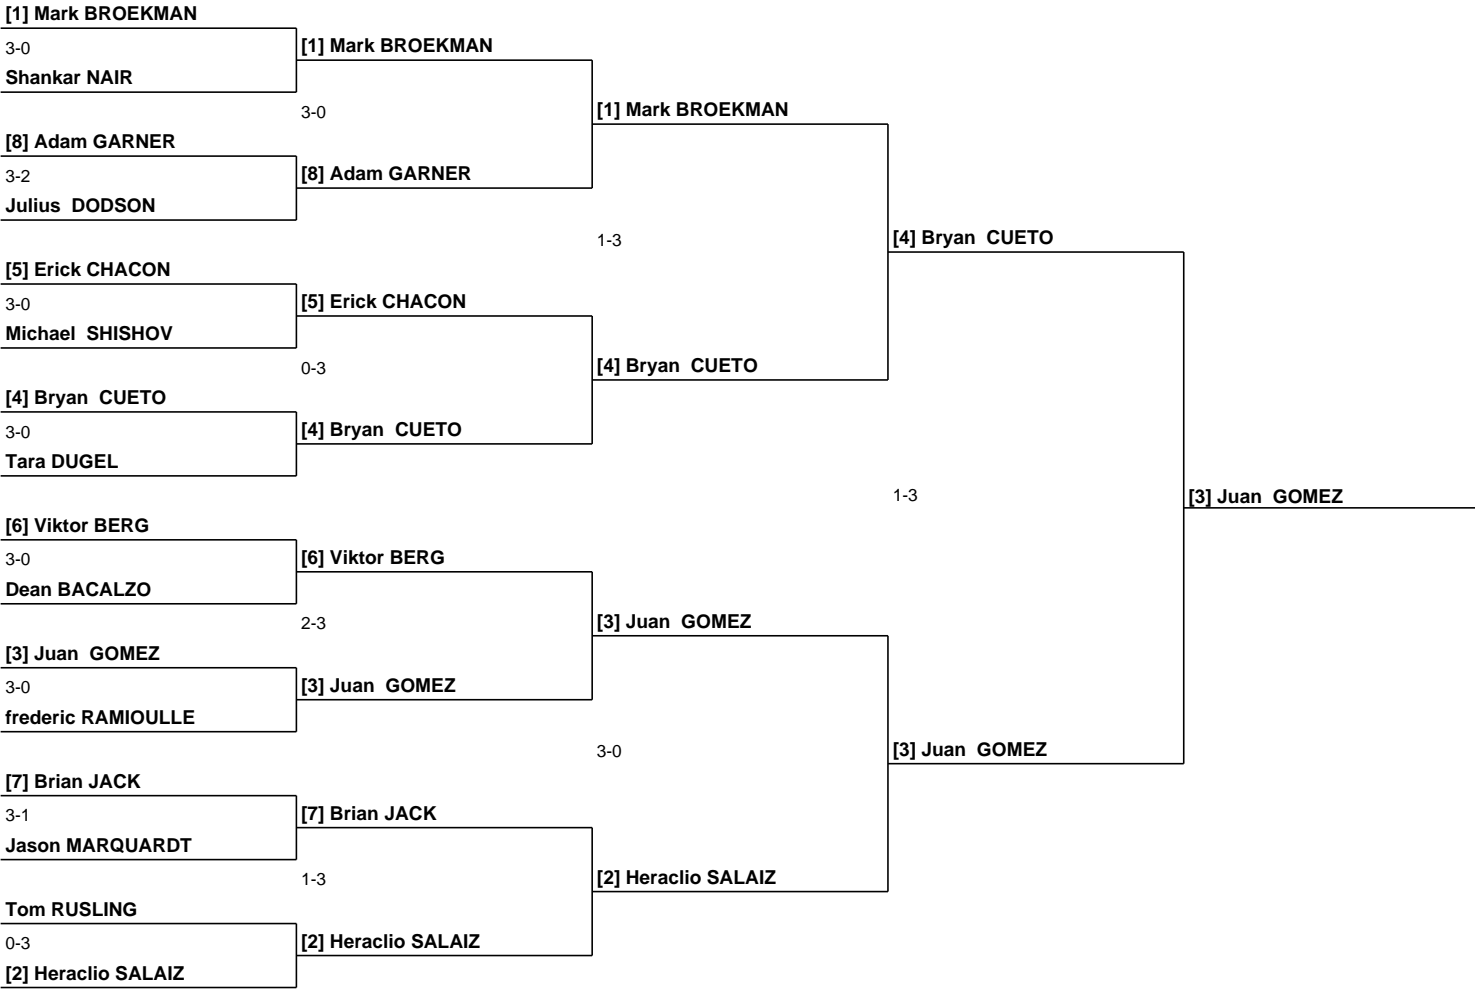 [1] Mark BROEKMAN
3-0
Shankar NAIR
[8] Adam GARNER
3-2
Julius  DODSON
[5] Erick CHACON
3-0
Michael  SHISHOV
[4] Bryan  CUETO
3-0
Tara DUGEL
[6] Viktor BERG
3-0
Dean BACALZO
[3] Juan  GOMEZ
3-0
frederic RAMIOULLE
[7] Brian JACK
3-1
Jason MARQUARDT
Tom RUSLING
0-3
[2] Heraclio SALAIZ
[1] Mark BROEKMAN
3-0
[8] Adam GARNER
[5] Erick CHACON
0-3
[4] Bryan  CUETO
[6] Viktor BERG
2-3
[3] Juan  GOMEZ
[7] Brian JACK
1-3
[2] Heraclio SALAIZ
[1] Mark BROEKMAN
1-3
[4] Bryan  CUETO
[3] Juan  GOMEZ
3-0
[2] Heraclio SALAIZ
[4] Bryan  CUETO
1-3
[3] Juan  GOMEZ
[3] Juan  GOMEZ